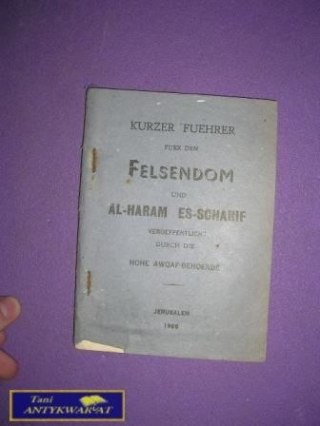 KURZER FUEHRER
FUER DEN
FELSENDOM
UND
AL-HARAM ES-SCHARIF
VEROEFFENTLICHT
DURCH DIE
HOHE AWQAF-BEHOERDE
JERUSALEM
Tani
ANTYKWARIAT